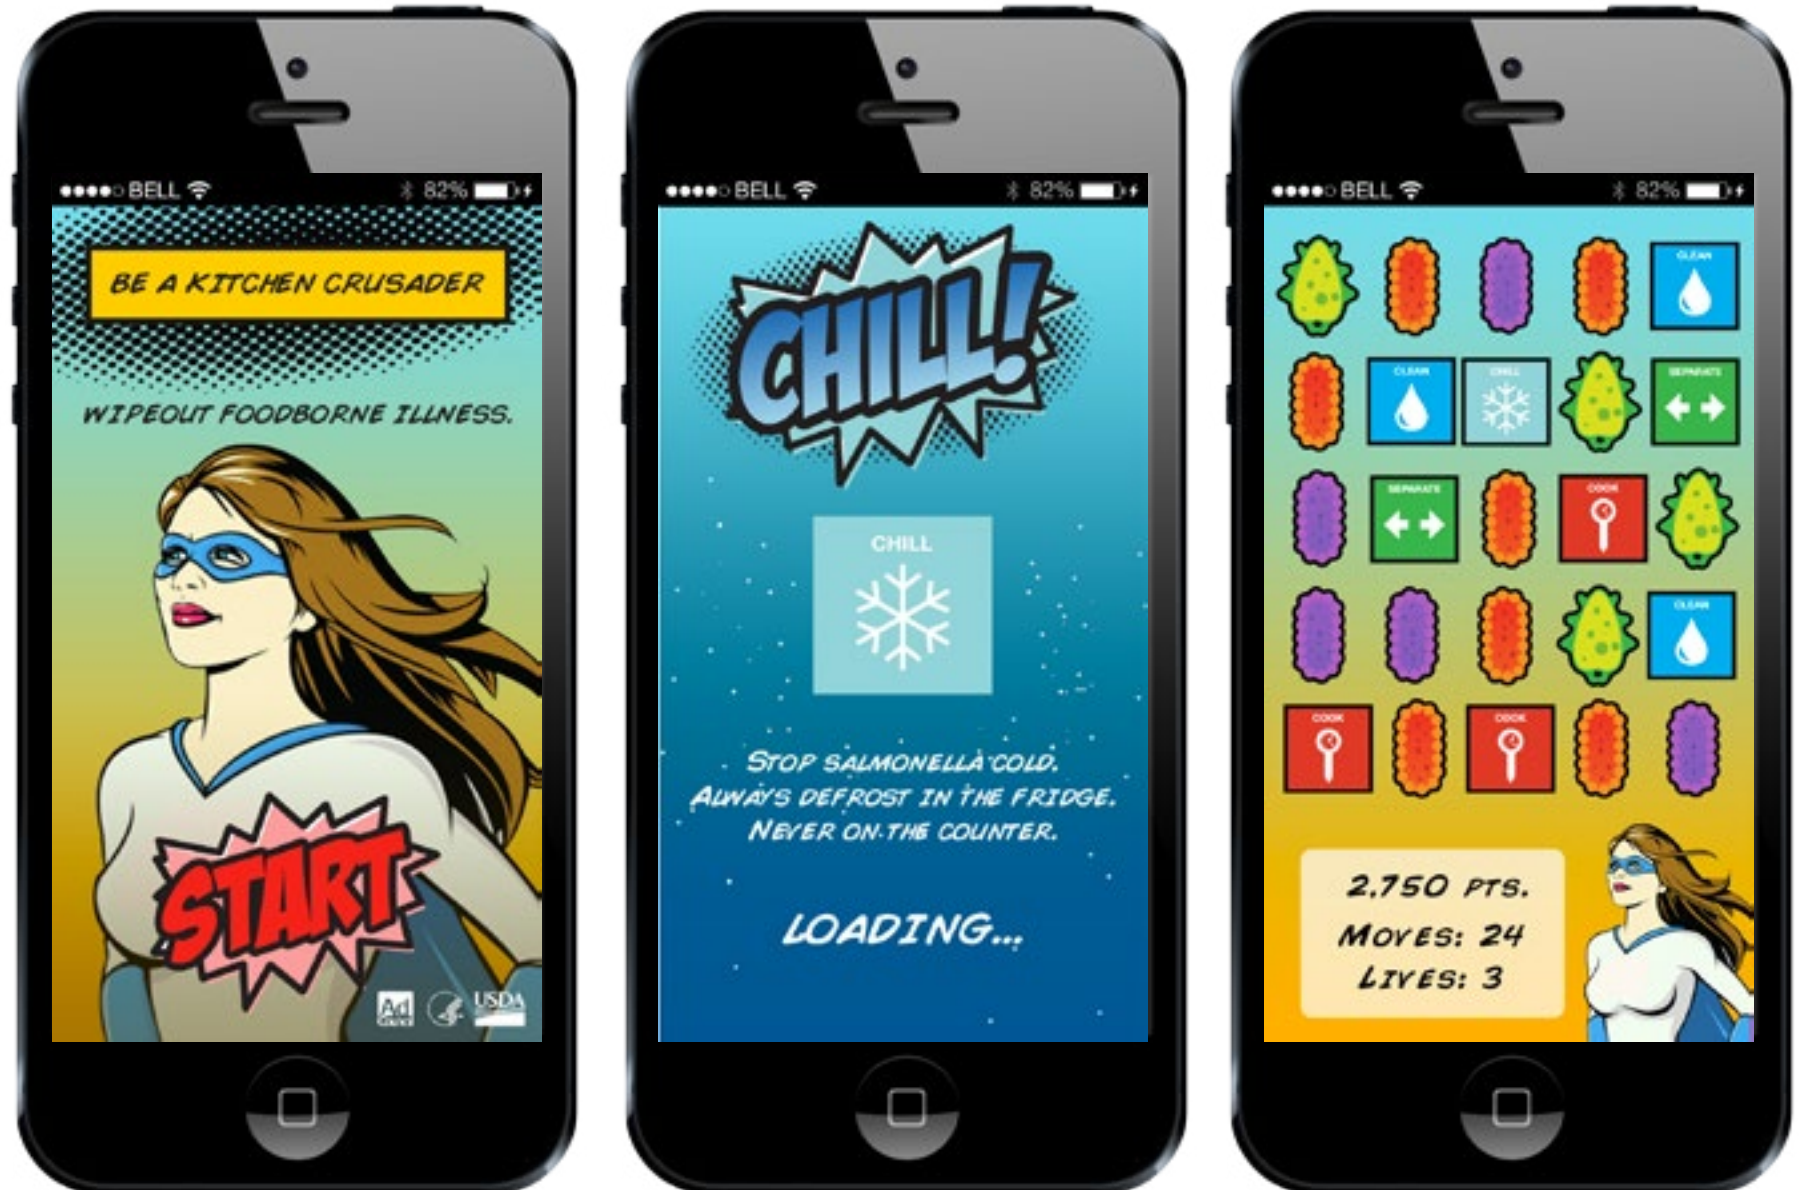 BELL 82%
BE A KITCHEN CRUSADER
WIPEOUT FOODBORNE ILLNESS.
START
Ad
USDA
BELL 82%
CHILL!
CHILL
STOP SALMONELLA COLD.
ALWAYS DEFROST IN THE FRIDGE.
NEVER ON THE COUNTER.
LOADING...
BELL 82%
CLEAN
CLEAN CHILL SEPARATE
SEPARATE COOK
CLEAN
COOK COOK
2,750 PTS.
MOVES: 24
LIVES: 3